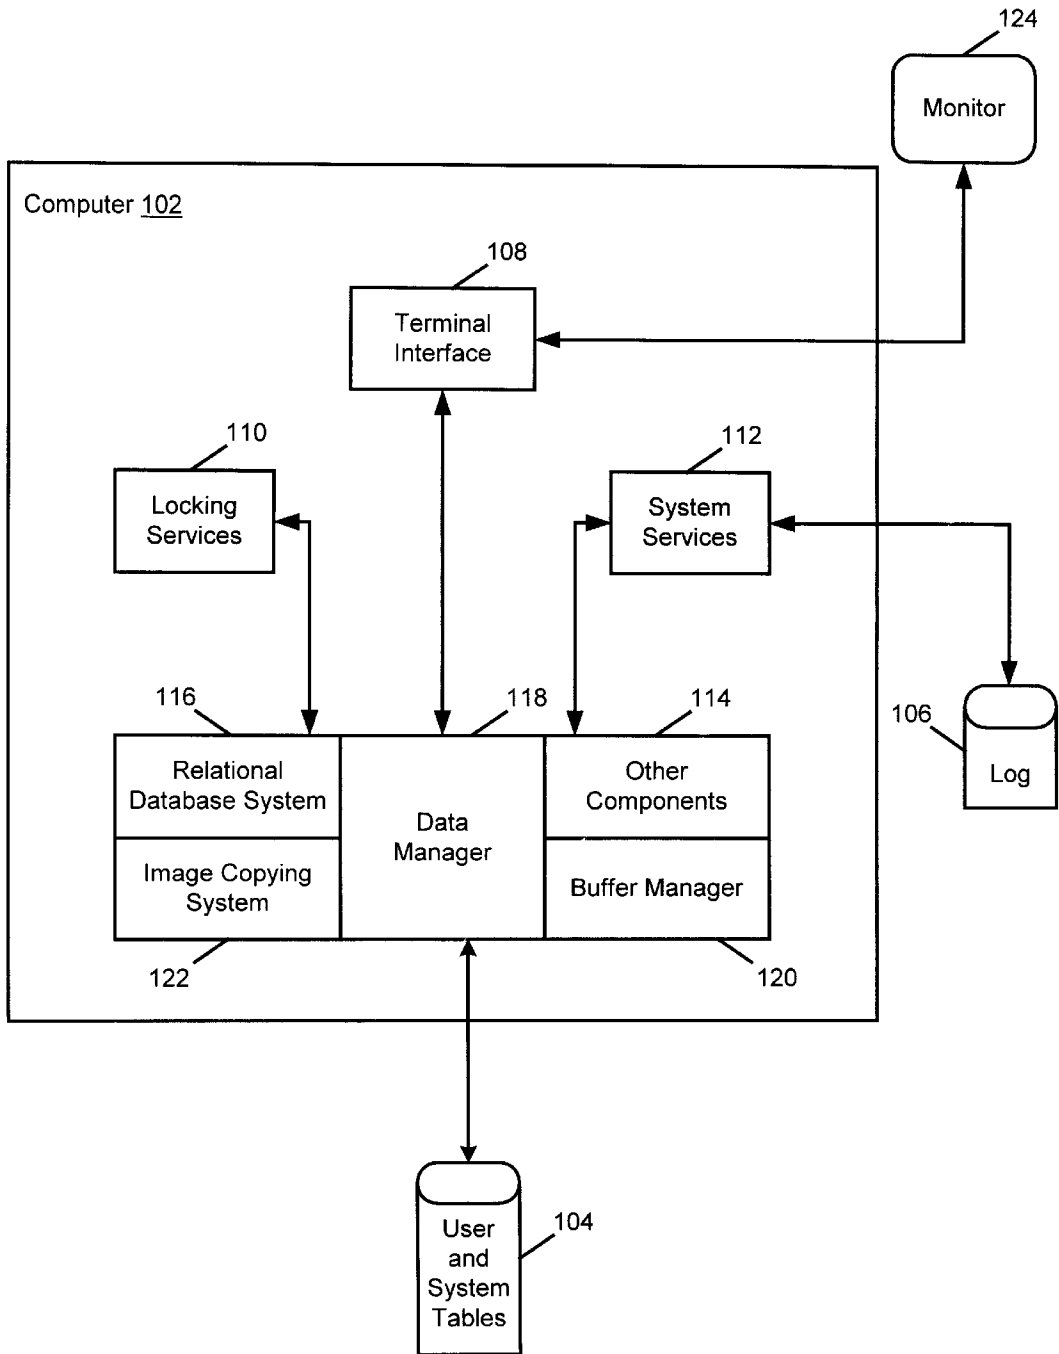 124
Monitor
Computer 102
108
Terminal
Interface
110
Locking
Services
112
System
Services
116
118
114
106
Log
Relational
Database System
Data
Manager
Other
Components
Image Copying
System
Buffer Manager
122
120
104
User
and
System
Tables